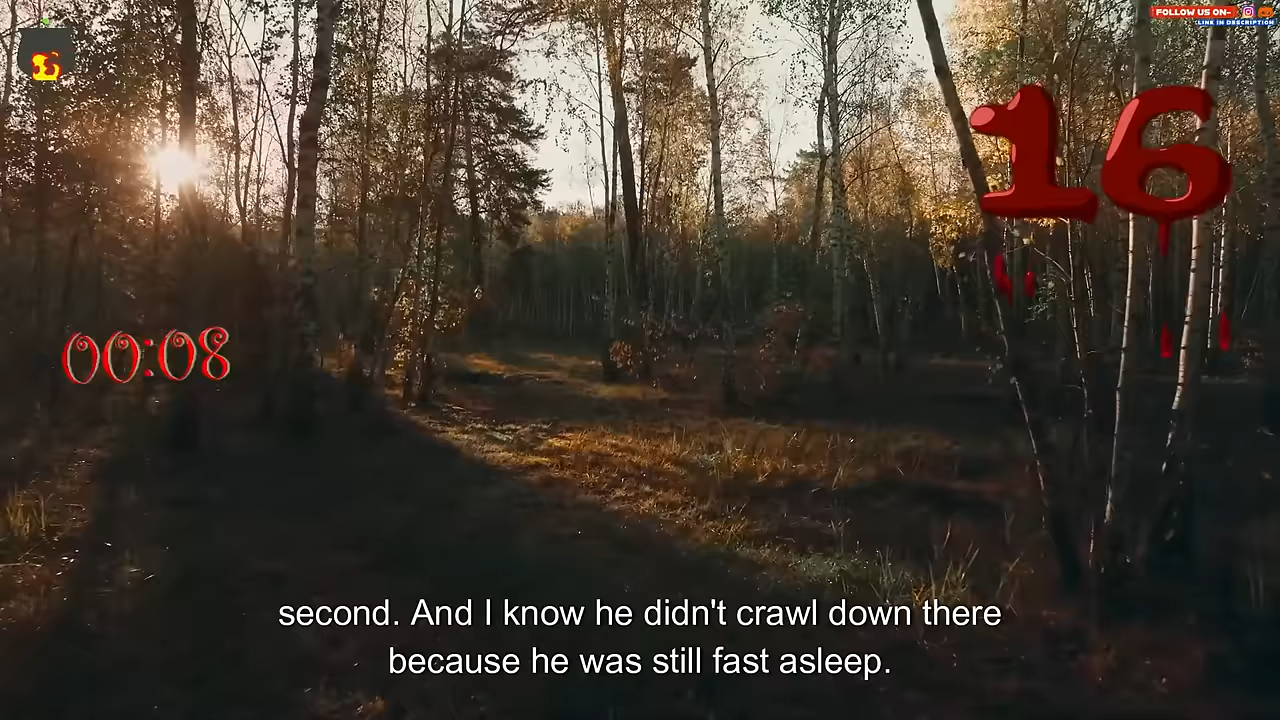 FOLLOW US ON-
LINK IN DESCRIPTION
16
00:08
second. And I know he didn't crawl down there
because he was still fast asleep.